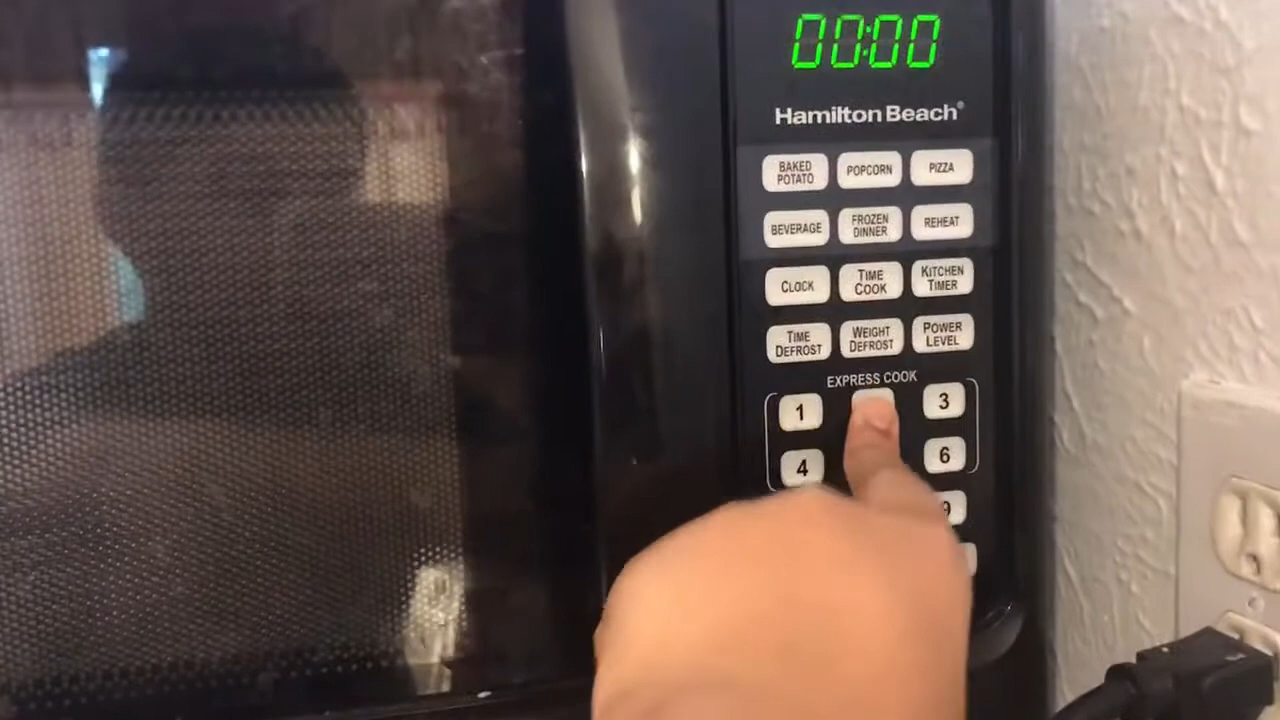 00:00
Hamilton Beach®
BAKED
POTATO
POPCORN
PIZZA
BEVERAGE
FROZEN
DINNER
REHEAT
CLOCK
TIME
COOK
KITCHEN
TIMER
TIME
DEFROST
WEIGHT
DEFROST
POWER
LEVEL
EXPRESS COOK
1
3
4
6
9